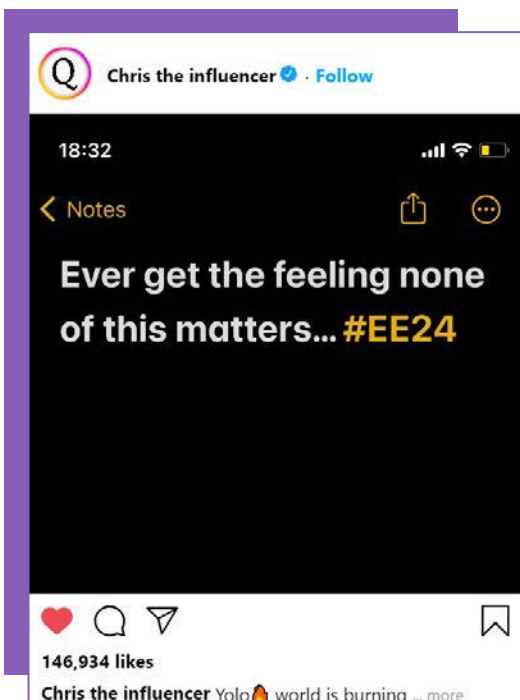 Q
Chris the influencer · Follow
18:32
Notes
Ever get the feeling none
of this matters... #EE24
146,934 likes
Chris the influencer Yolo🔥 world is burning ... more